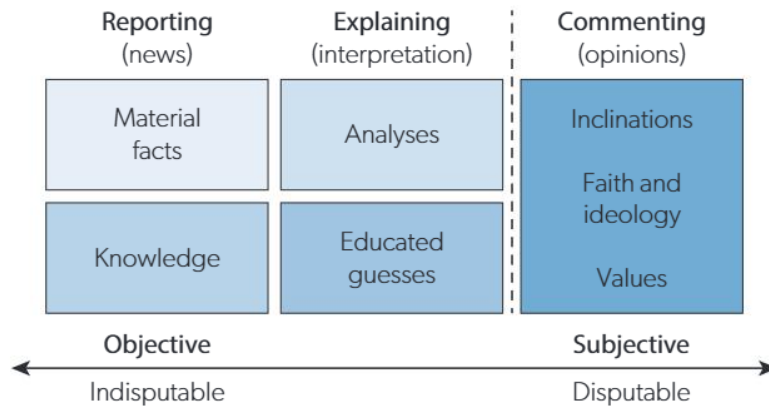 Reporting
(news)
Explaining
(interpretation)
Commenting
(opinions)
Material
facts
Analyses
Inclinations
Faith and
ideology
Values
Knowledge
Educated
guesses
Objective
Subjective
Indisputable
Disputable